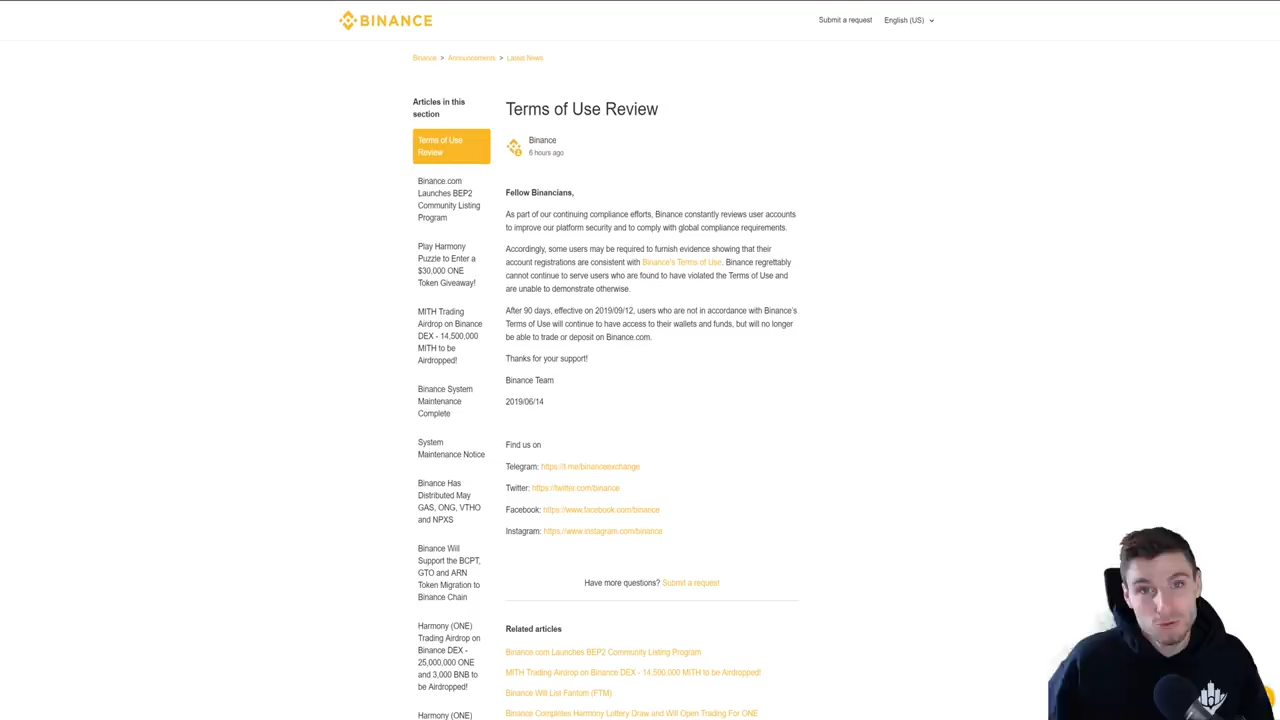 BINANCE
Submit a request
English (US)
Binance > Announcements > Latest News
Articles in this
section
Terms of Use
Review
Binance.com
Launches BEP2
Community Listing
Program
Play Harmony
Puzzle to Enter a
$30,000 ONE
Token Giveaway!
MITH Trading
Airdrop on Binance
DEX - 14,500,000
MITH to be
Airdropped!
Binance System
Maintenance
Complete
System
Maintenance Notice
Binance Has
Distributed May
GAS, ONG, VTHO
and NPXS
Binance Will
Support the BCPT,
GTO and ARN
Token Migration to
Binance Chain
Harmony (ONE)
Trading Airdrop on
Binance DEX -
25,000,000 ONE
and 3,000 BNB to
be Airdropped!
Harmony (ONE)
Terms of Use Review
Binance
6 hours ago
Fellow Binancians,
As part of our continuing compliance efforts, Binance constantly reviews user accounts
to improve our platform security and to comply with global compliance requirements.
Accordingly, some users may be required to furnish evidence showing that their
account registrations are consistent with Binance's Terms of Use. Binance regrettably
cannot continue to serve users who are found to have violated the Terms of Use and
are unable to demonstrate otherwise.
After 90 days, effective on 2019/09/12, users who are not in accordance with Binance's
Terms of Use will continue to have access to their wallets and funds, but will no longer
be able to trade or deposit on Binance.com.
Thanks for your support!
Binance Team
2019/06/14
Find us on
Telegram: https://t.me/binanceexchange
Twitter: https://twitter.com/binance
Facebook: https://www.facebook.com/binance
Instagram: https://www.instagram.com/binance
Have more questions? Submit a request
Related articles
Binance.com Launches BEP2 Community Listing Program
MITH Trading Airdrop on Binance DEX - 14,500,000 MITH to be Airdropped!
Binance Will List Fantom (FTM)
Binance Completes Harmony Lottery Draw and Will Open Trading For ONE